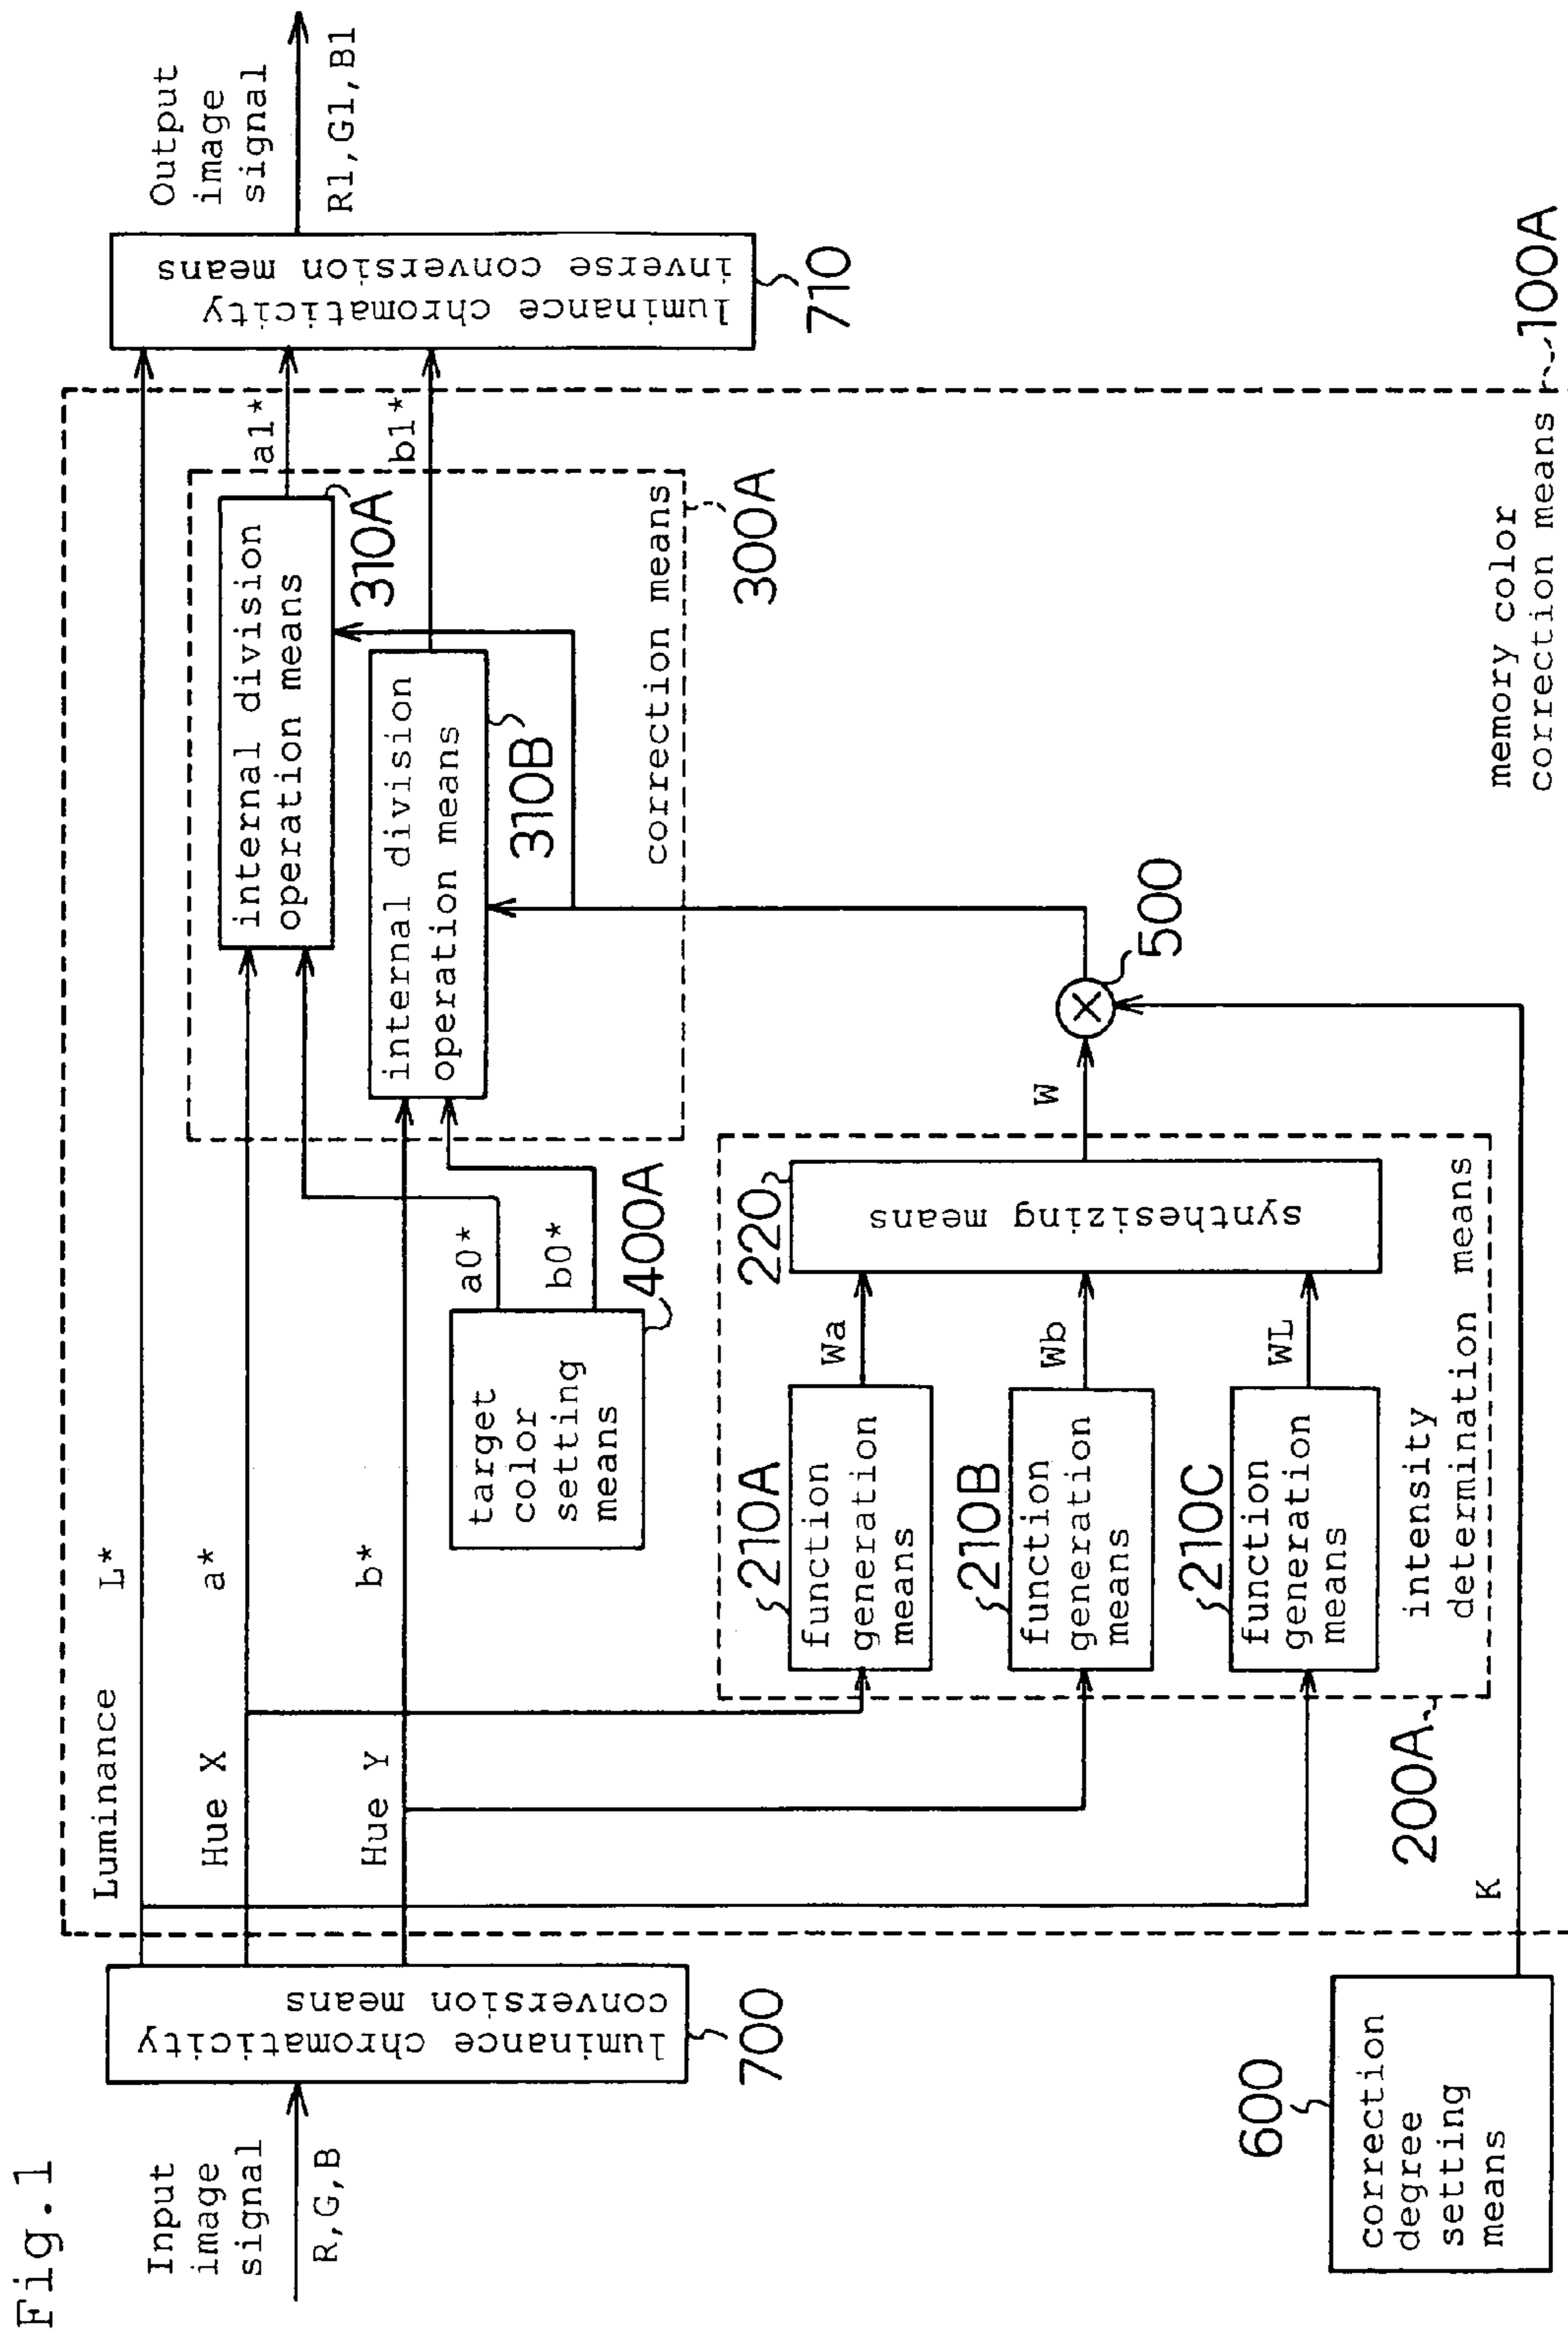 Fig.1
Input
image
signal
R,G,B
luminance chromaticity
conversion means
700
Luminance L*
Hue X a*
Hue Y b*
target
color
setting
means
400A
a0*
b0*
internal division
operation means
310A
internal division
operation means
310B
correction means
300A
a1*
b1*
luminance chromaticity
inverse conversion means
710
Output
image
signal
R1,G1,B1
210A
function
generation
means
Wa
210B
function
generation
means
Wb
210C
function
generation
means
WL
220
synthesizing means
intensity
determination means
200A
W
500
K
600
correction
degree
setting
means
memory color
correction means
100A